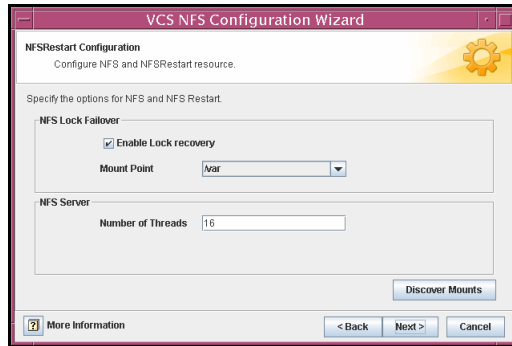 VCS NFS Configuration Wizard
NFSRestart Configuration
Configure NFS and NFSRestart resource.
Specify the options for NFS and NFS Restart.
NFS Lock Failover
Enable Lock recovery
Mount Point /var
NFS Server
Number of Threads 16
Discover Mounts
? More Information < Back Next > Cancel